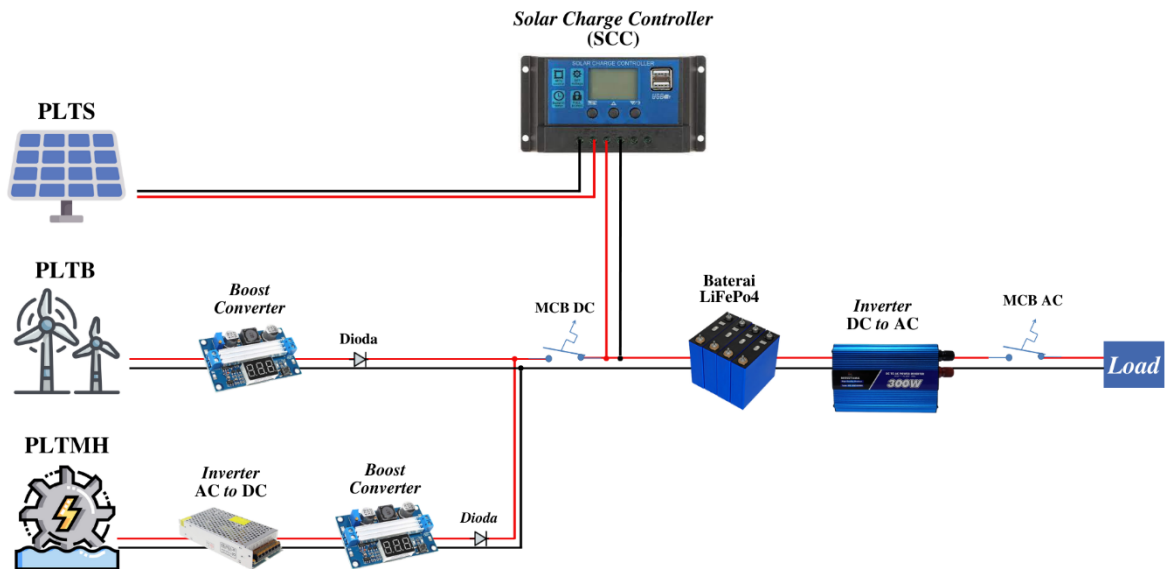 Solar Charge Controller
(SCC)
SOLAR CHARGE CONTROLLER
USB
PLTS
PLTB
Boost
Converter
Dioda
MCB DC
Baterai
LiFePo4
Inverter
DC to AC
MCB AC
300W
Load
PLTMH
Inverter
AC to DC
Boost
Converter
Dioda